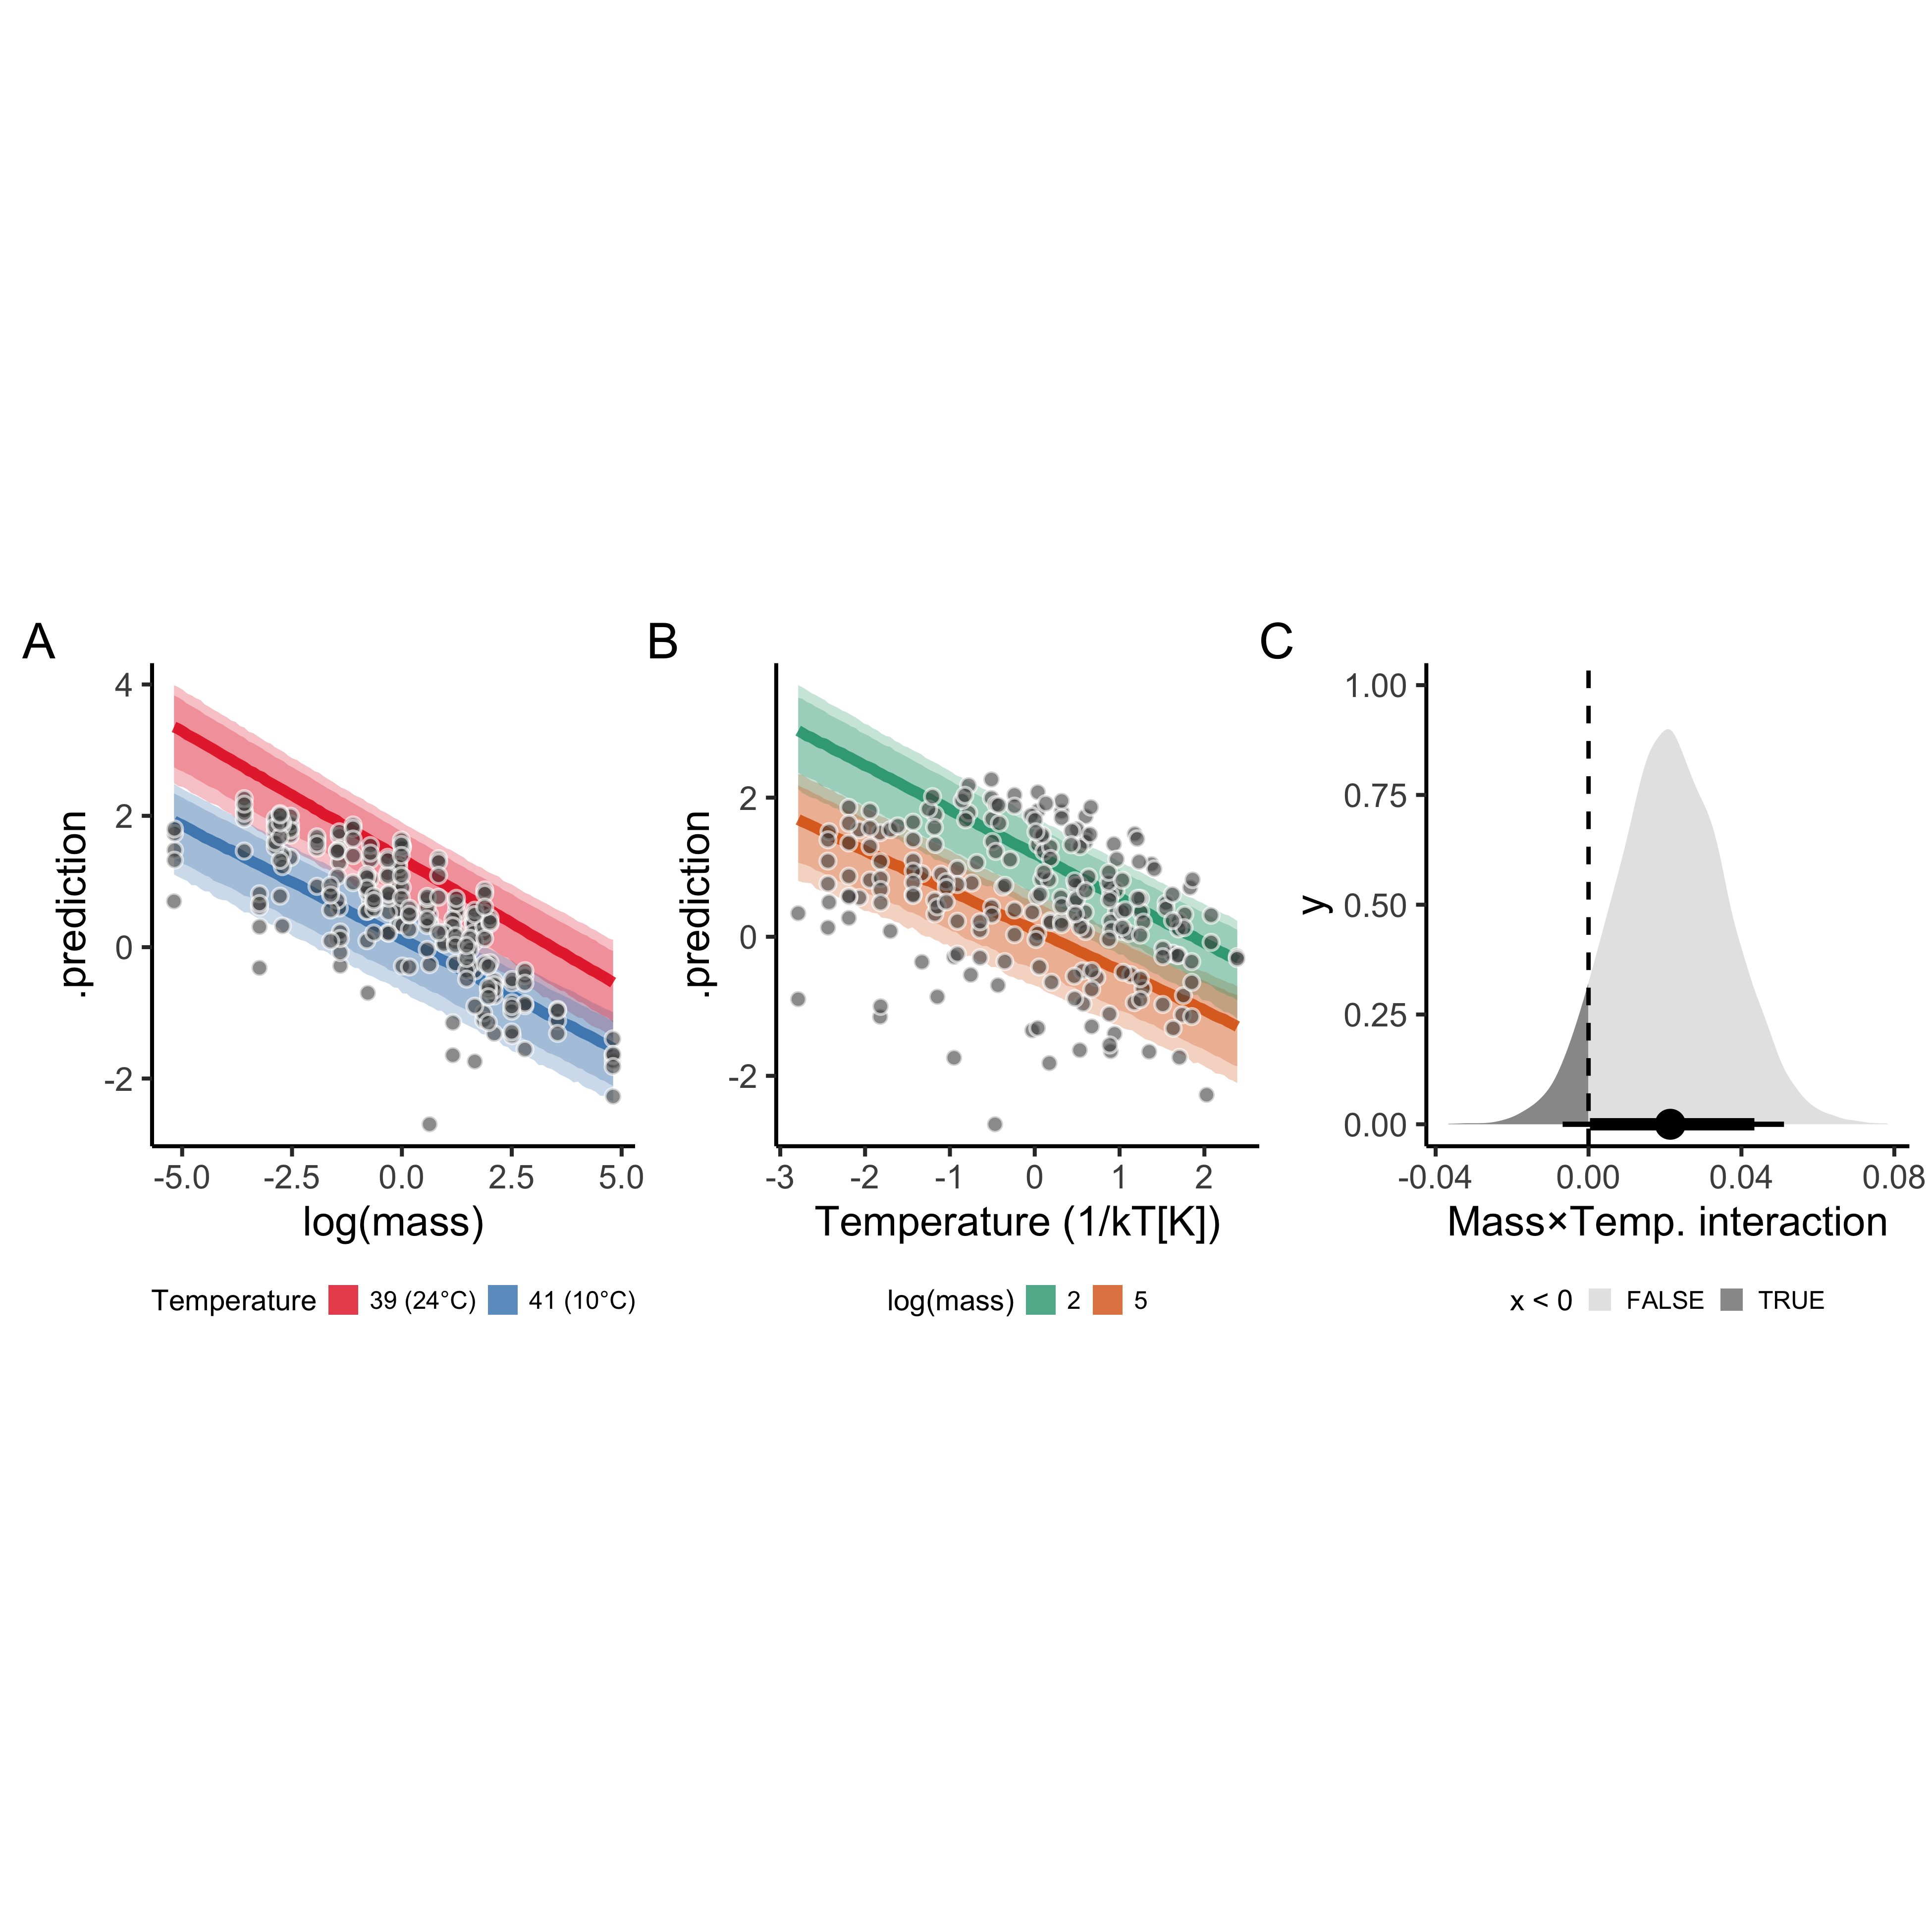 A
B
C
4
2
0
-2
.prediction
-5.0 -2.5 0.0 2.5 5.0
log(mass)
Temperature 39 (24°C) 41 (10°C)
2
0
-2
.prediction
-3 -2 -1 0 1 2
Temperature (1/kT[K])
log(mass) 2 5
1.00
0.75
0.50
0.25
0.00
y
-0.04 0.00 0.04 0.08
Mass×Temp. interaction
x < 0 FALSE TRUE